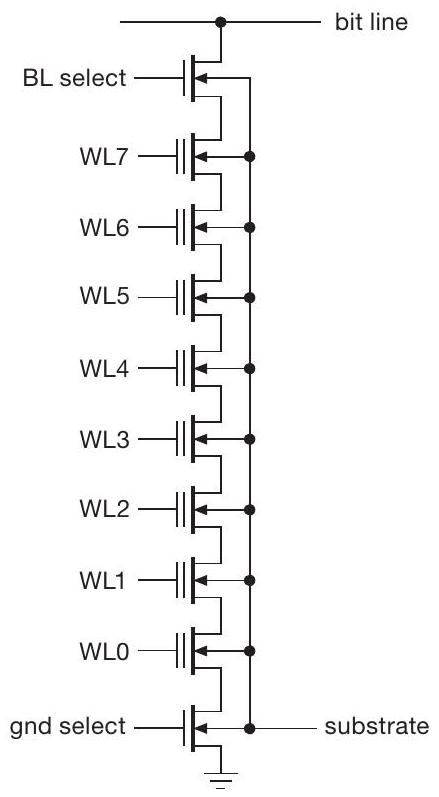 bit line
BL select
WL7
WL6
WL5
WL4
WL3
WL2
WL1
WL0
gnd select
substrate